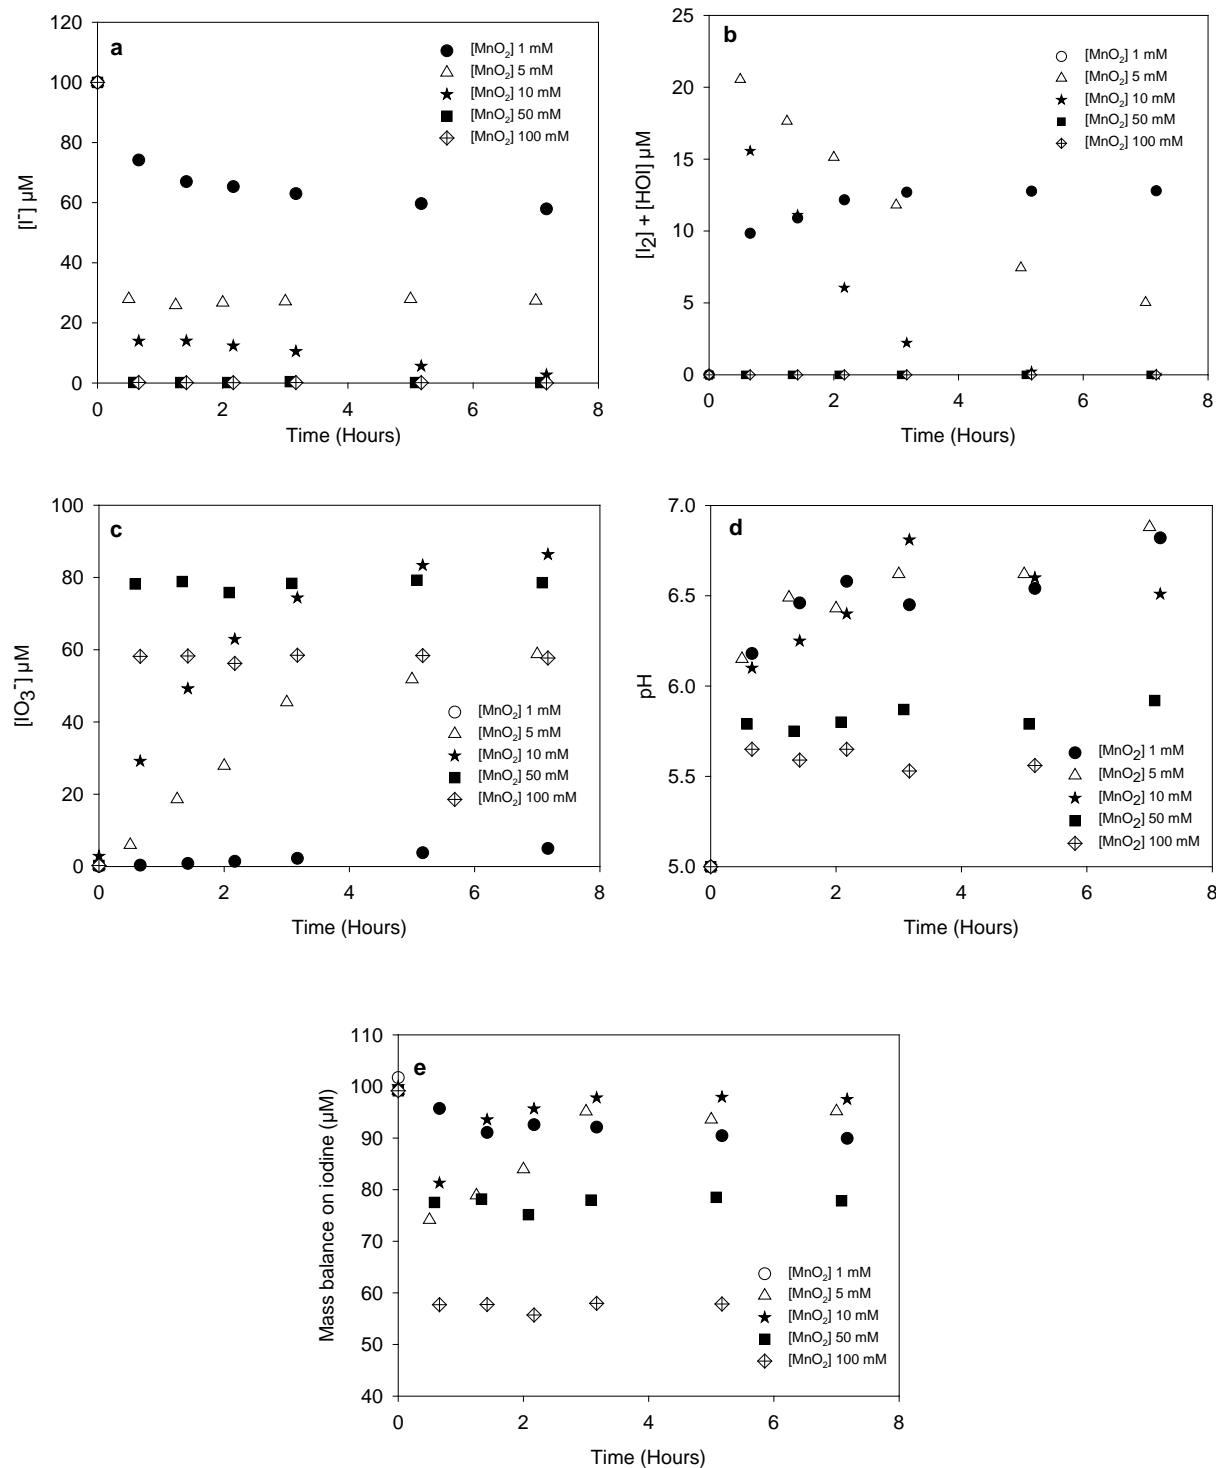 a
120
100
80
60
40
20
0
0 2 4 6 8
[I⁻] µM
Time (Hours)
[MnO₂] 1 mM
[MnO₂] 5 mM
[MnO₂] 10 mM
[MnO₂] 50 mM
[MnO₂] 100 mM
b
25
20
15
10
5
0
0 2 4 6 8
[I₂] + [HOI] µM
Time (Hours)
[MnO₂] 1 mM
[MnO₂] 5 mM
[MnO₂] 10 mM
[MnO₂] 50 mM
[MnO₂] 100 mM
c
100
80
60
40
20
0
0 2 4 6 8
[IO₃⁻] µM
Time (Hours)
[MnO₂] 1 mM
[MnO₂] 5 mM
[MnO₂] 10 mM
[MnO₂] 50 mM
[MnO₂] 100 mM
d
7.0
6.5
6.0
5.5
5.0
0 2 4 6 8
pH
Time (Hours)
[MnO₂] 1 mM
[MnO₂] 5 mM
[MnO₂] 10 mM
[MnO₂] 50 mM
[MnO₂] 100 mM
e
110
100
90
80
70
60
50
40
0 2 4 6 8
Mass balance on iodine (µM)
Time (Hours)
[MnO₂] 1 mM
[MnO₂] 5 mM
[MnO₂] 10 mM
[MnO₂] 50 mM
[MnO₂] 100 mM